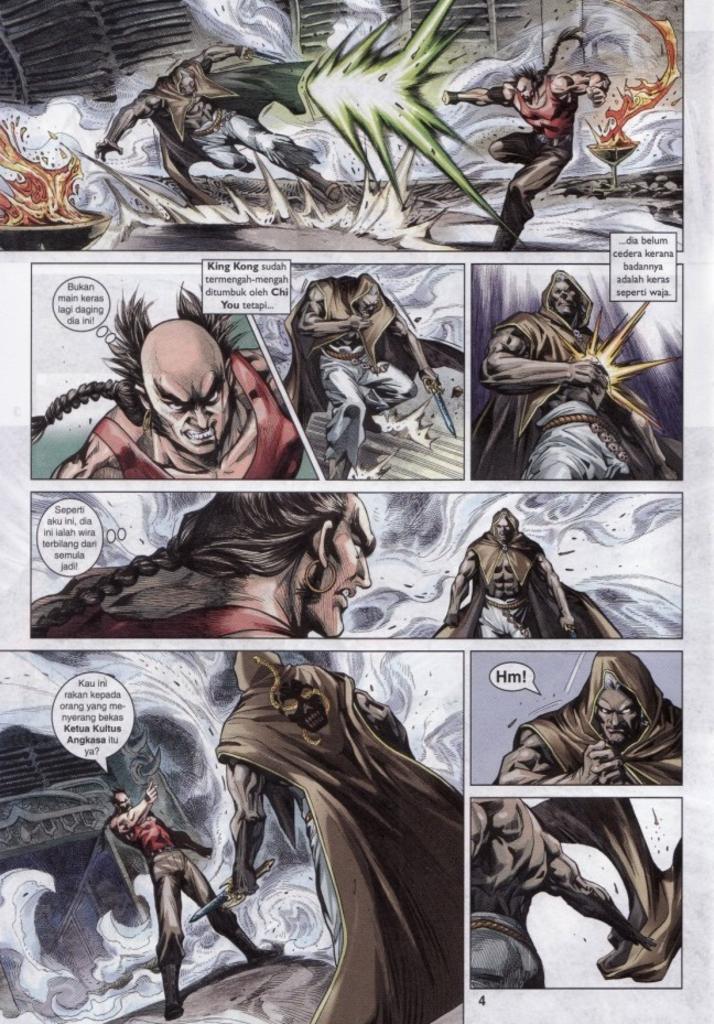 Bukan
main keras
lagi daging
dia ini!
King Kong sudah
termengah-mengah
ditumbuk oleh Chi
You tetapi...
...dia belum
cedera kerana
badannya
adalah keras
seperti waja.
Seperti
aku ini, dia
ini ialah wira
terbilang dari
semula
jadi!
Kau ini
rakan kepada
orang yang me-
nyerang bekas
Ketua Kultus
Angkasa itu
ya?
Hm!
4